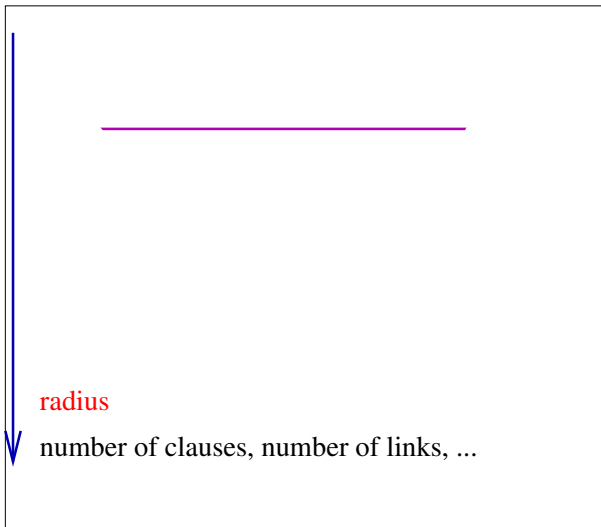 radius
number of clauses, number of links, ...